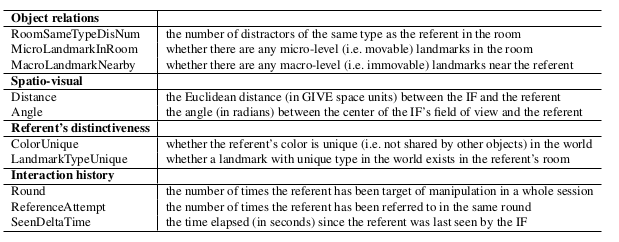 Object relations
RoomSameTypeDisNum the number of distractors of the same type as the referent in the room
MicroLandmarkInRoom whether there are any micro-level (i.e. movable) landmarks in the room
MacroLandmarkNearby whether there are any macro-level (i.e. immovable) landmarks near the referent
Spatio-visual
Distance the Euclidean distance (in GIVE space units) between the IF and the referent
Angle the angle (in radians) between the center of the IF's field of view and the referent
Referent's distinctiveness
ColorUnique whether the referent's color is unique (i.e. not shared by other objects) in the world
LandmarkTypeUnique whether a landmark with unique type in the world exists in the referent's room
Interaction history
Round the number of times the referent has been target of manipulation in a whole session
ReferenceAttempt the number of times the referent has been referred to in the same round
SeenDeltaTime the time elapsed (in seconds) since the referent was last seen by the IF